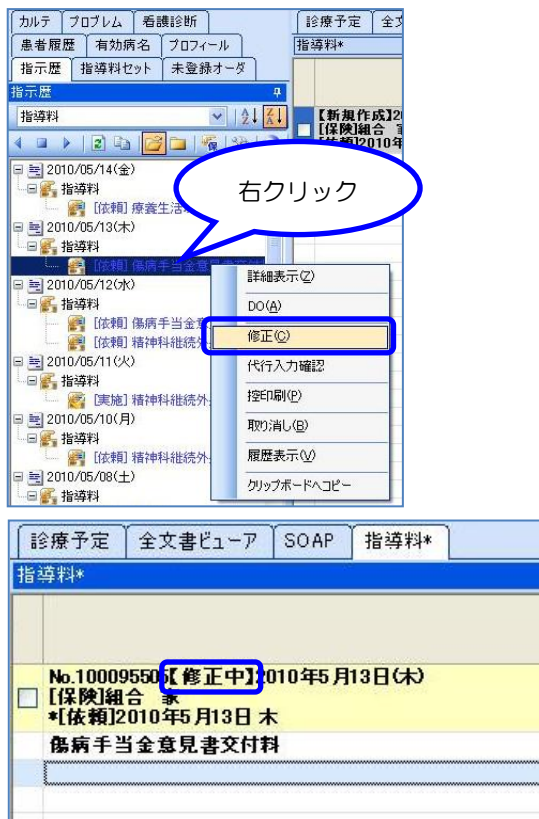 カルテ プロブレム 看護診断
患者履歴 有効病名 プロフィール
指示歴 指導料セット 未登録オーダ
指示歴
指導料
2010/05/14(金)
指導料
[依頼] 療養生活
2010/05/13(木)
指導料
[依頼] 傷病手当金意見書交付料
2010/05/12(水)
指導料
[依頼] 傷病手当金意
[依頼] 精神科継続外
2010/05/11(火)
指導料
[実施] 精神科継続外
2010/05/10(月)
指導料
[依頼] 精神科継続外
2010/05/08(土)
指導料
診療予定 全文
指導料*
【新規作成】2
[保険]組合
2010年
右クリック
詳細表示(Z)
DO(A)
修正(C)
代行入力確認
控印刷(P)
取り消し(B)
履歴表示(V)
クリップボードへコピー
診療予定 全文書ビューア SOAP 指導料*
指導料*
No.100095505【修正中】2010年5月13日(木)
[保険]組合 家
*[依頼]2010年5月13日 木
傷病手当金意見書交付料